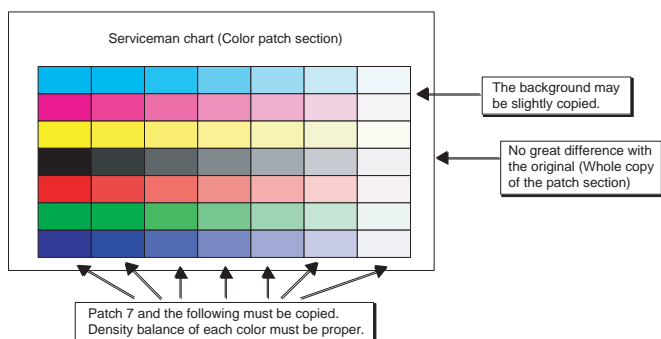 Serviceman chart (Color patch section)
The background may
be slightly copied.
No great difference with
the original (Whole copy
of the patch section)
Patch 7 and the following must be copied.
Density balance of each color must be proper.